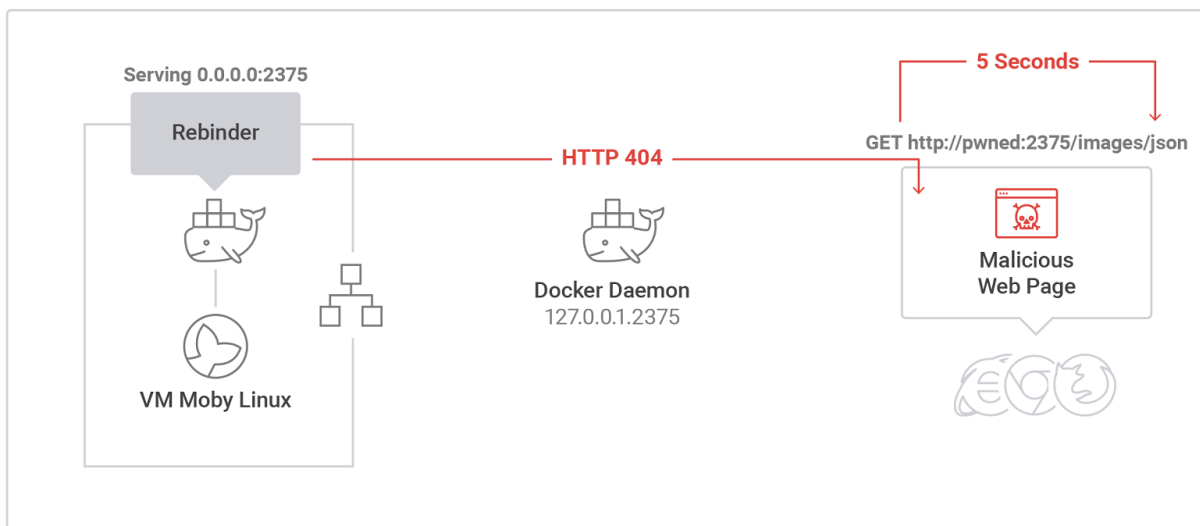 Serving 0.0.0.0:2375
Rebinder
VM Moby Linux
HTTP 404
Docker Daemon
127.0.0.1.2375
5 Seconds
GET http://pwned:2375/images/json
Malicious
Web Page